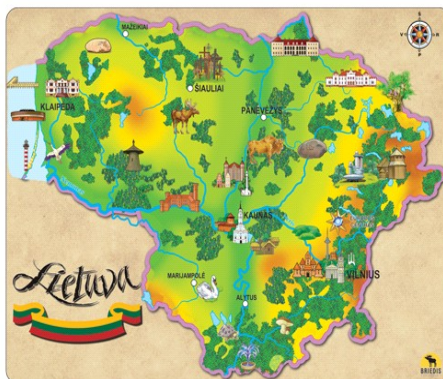 MAŽEIKIAI
ŠIAULIAI
KLAIPĖDA
PANEVĖŽYS
KAUNAS
VILNIUS
MARIJAMPOLĖ
ALYTUS
Lietuva
BRIEDIS